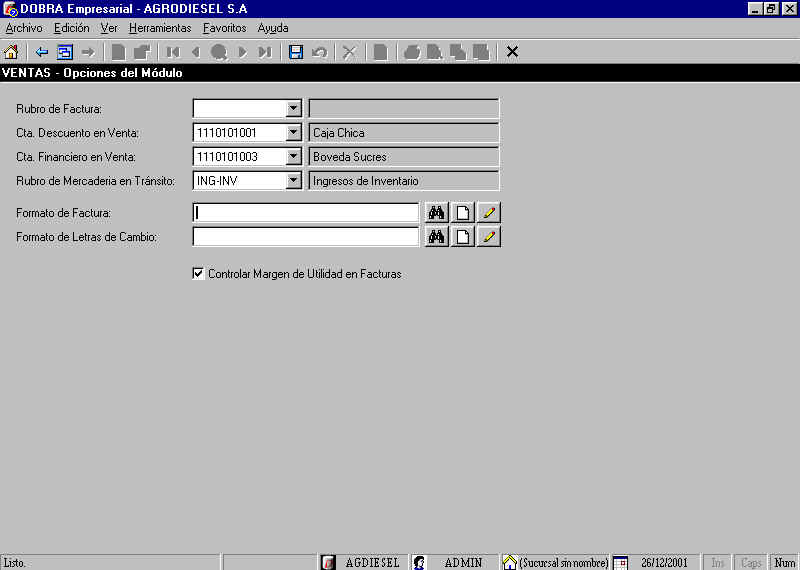 DOBRA Empresarial - AGRODIESEL S.A
Archivo Edición Ver Herramientas Favoritos Ayuda
VENTAS - Opciones del Módulo
Rubro de Factura:
Cta. Descuento en Venta: 1110101001 Caja Chica
Cta. Financiero en Venta: 1110101003 Boveda Sucres
Rubro de Mercaderia en Tránsito: ING-INV Ingresos de Inventario
Formato de Factura:
Formato de Letras de Cambio:
Controlar Margen de Utilidad en Facturas
Listo. AGDIESEL ADMIN (Sucursal sin nombre) 26/12/2001 Ins Caps Num